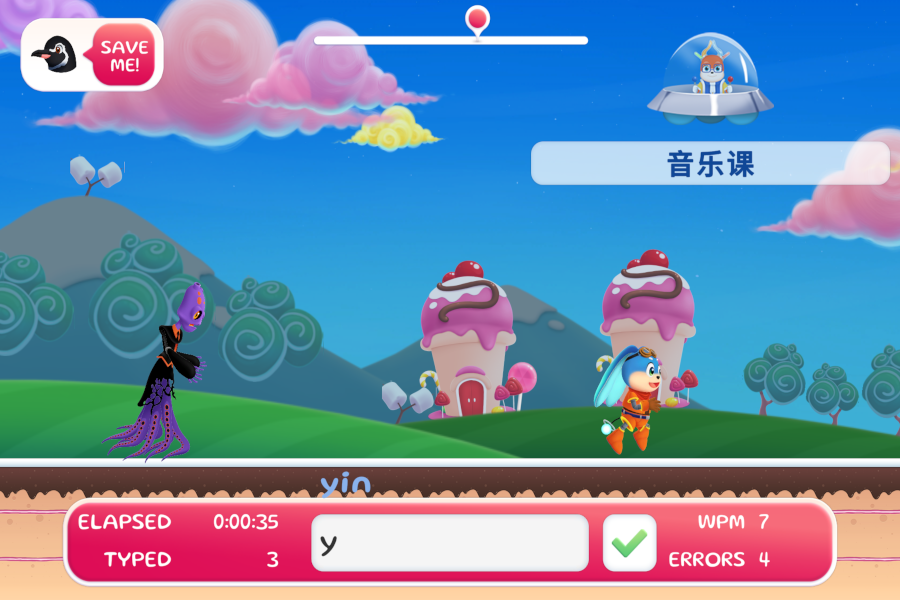 SAVE
ME!
音乐课
yin
ELAPSED 0:00:35
TYPED 3
y
WPM 7
ERRORS 4